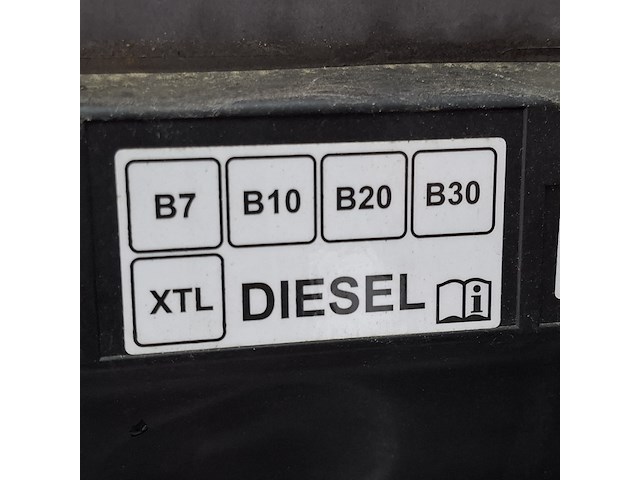 B7 B10 B20 B30
XTL DIESEL i